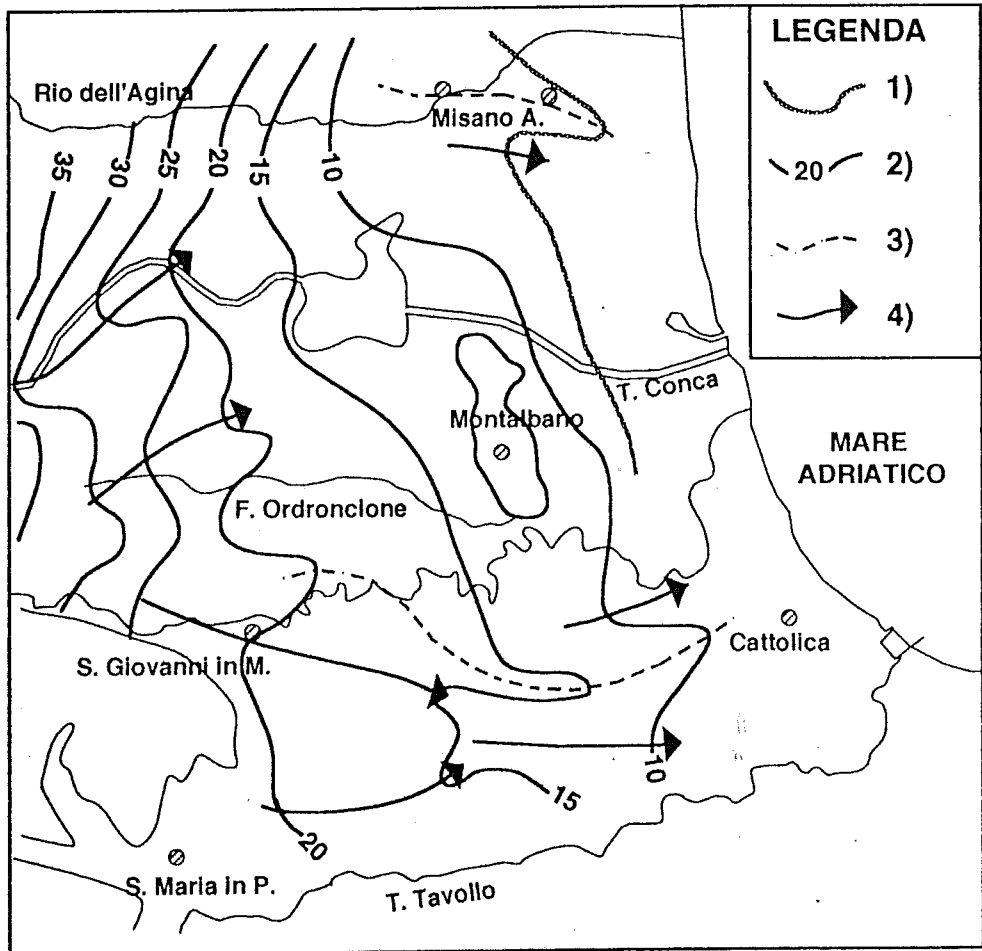 LEGENDA
1)
20 2)
3)
4)
Rio dell'Agina
Misano A.
35
30
25
20
15
10
T. Conca
Montalbano
MARE
ADRIATICO
F. Ordronclone
Cattolica
S. Giovanni in M.
10
15
20
S. Maria in P.
T. Tavollo